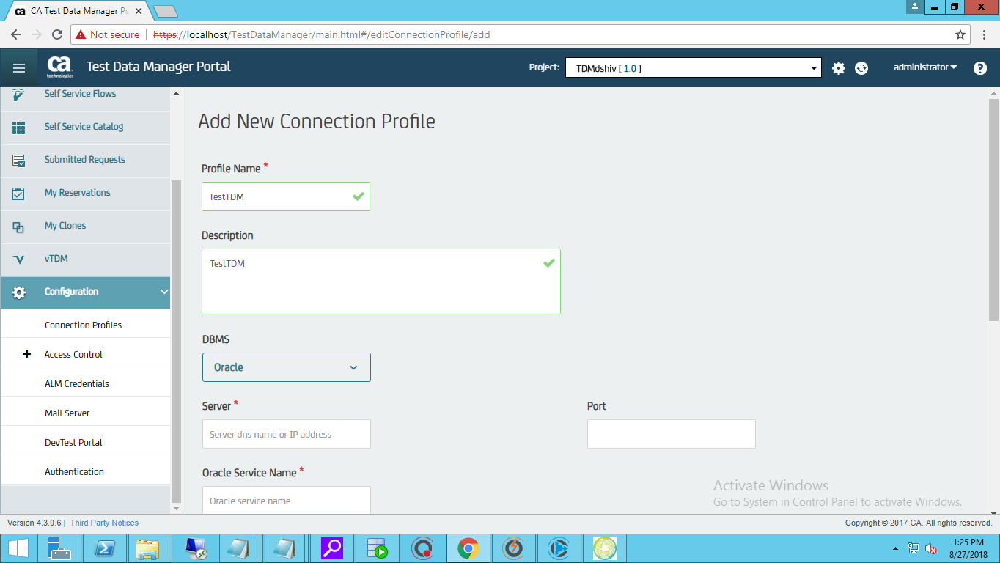 CA Test Data Manager Po
Not secure https://localhost/TestDataManager/main.html#/editConnectionProfile/add
ca technologies Test Data Manager Portal Project: TDMdshiv [ 1.0 ] administrator
Self Service Flows
Self Service Catalog
Submitted Requests
My Reservations
My Clones
vTDM
Configuration
Connection Profiles
Access Control
ALM Credentials
Mail Server
DevTest Portal
Authentication
Add New Connection Profile
Profile Name *
TestTDM
Description
TestTDM
DBMS
Oracle
Server * Port
Server dns name or IP address
Oracle Service Name *
Oracle service name
Activate Windows
Go to System in Control Panel to activate Windows.
Version 4.3.0.6 | Third Party Notices Copyright © 2017 CA. All rights reserved.
1:25 PM
8/27/2018